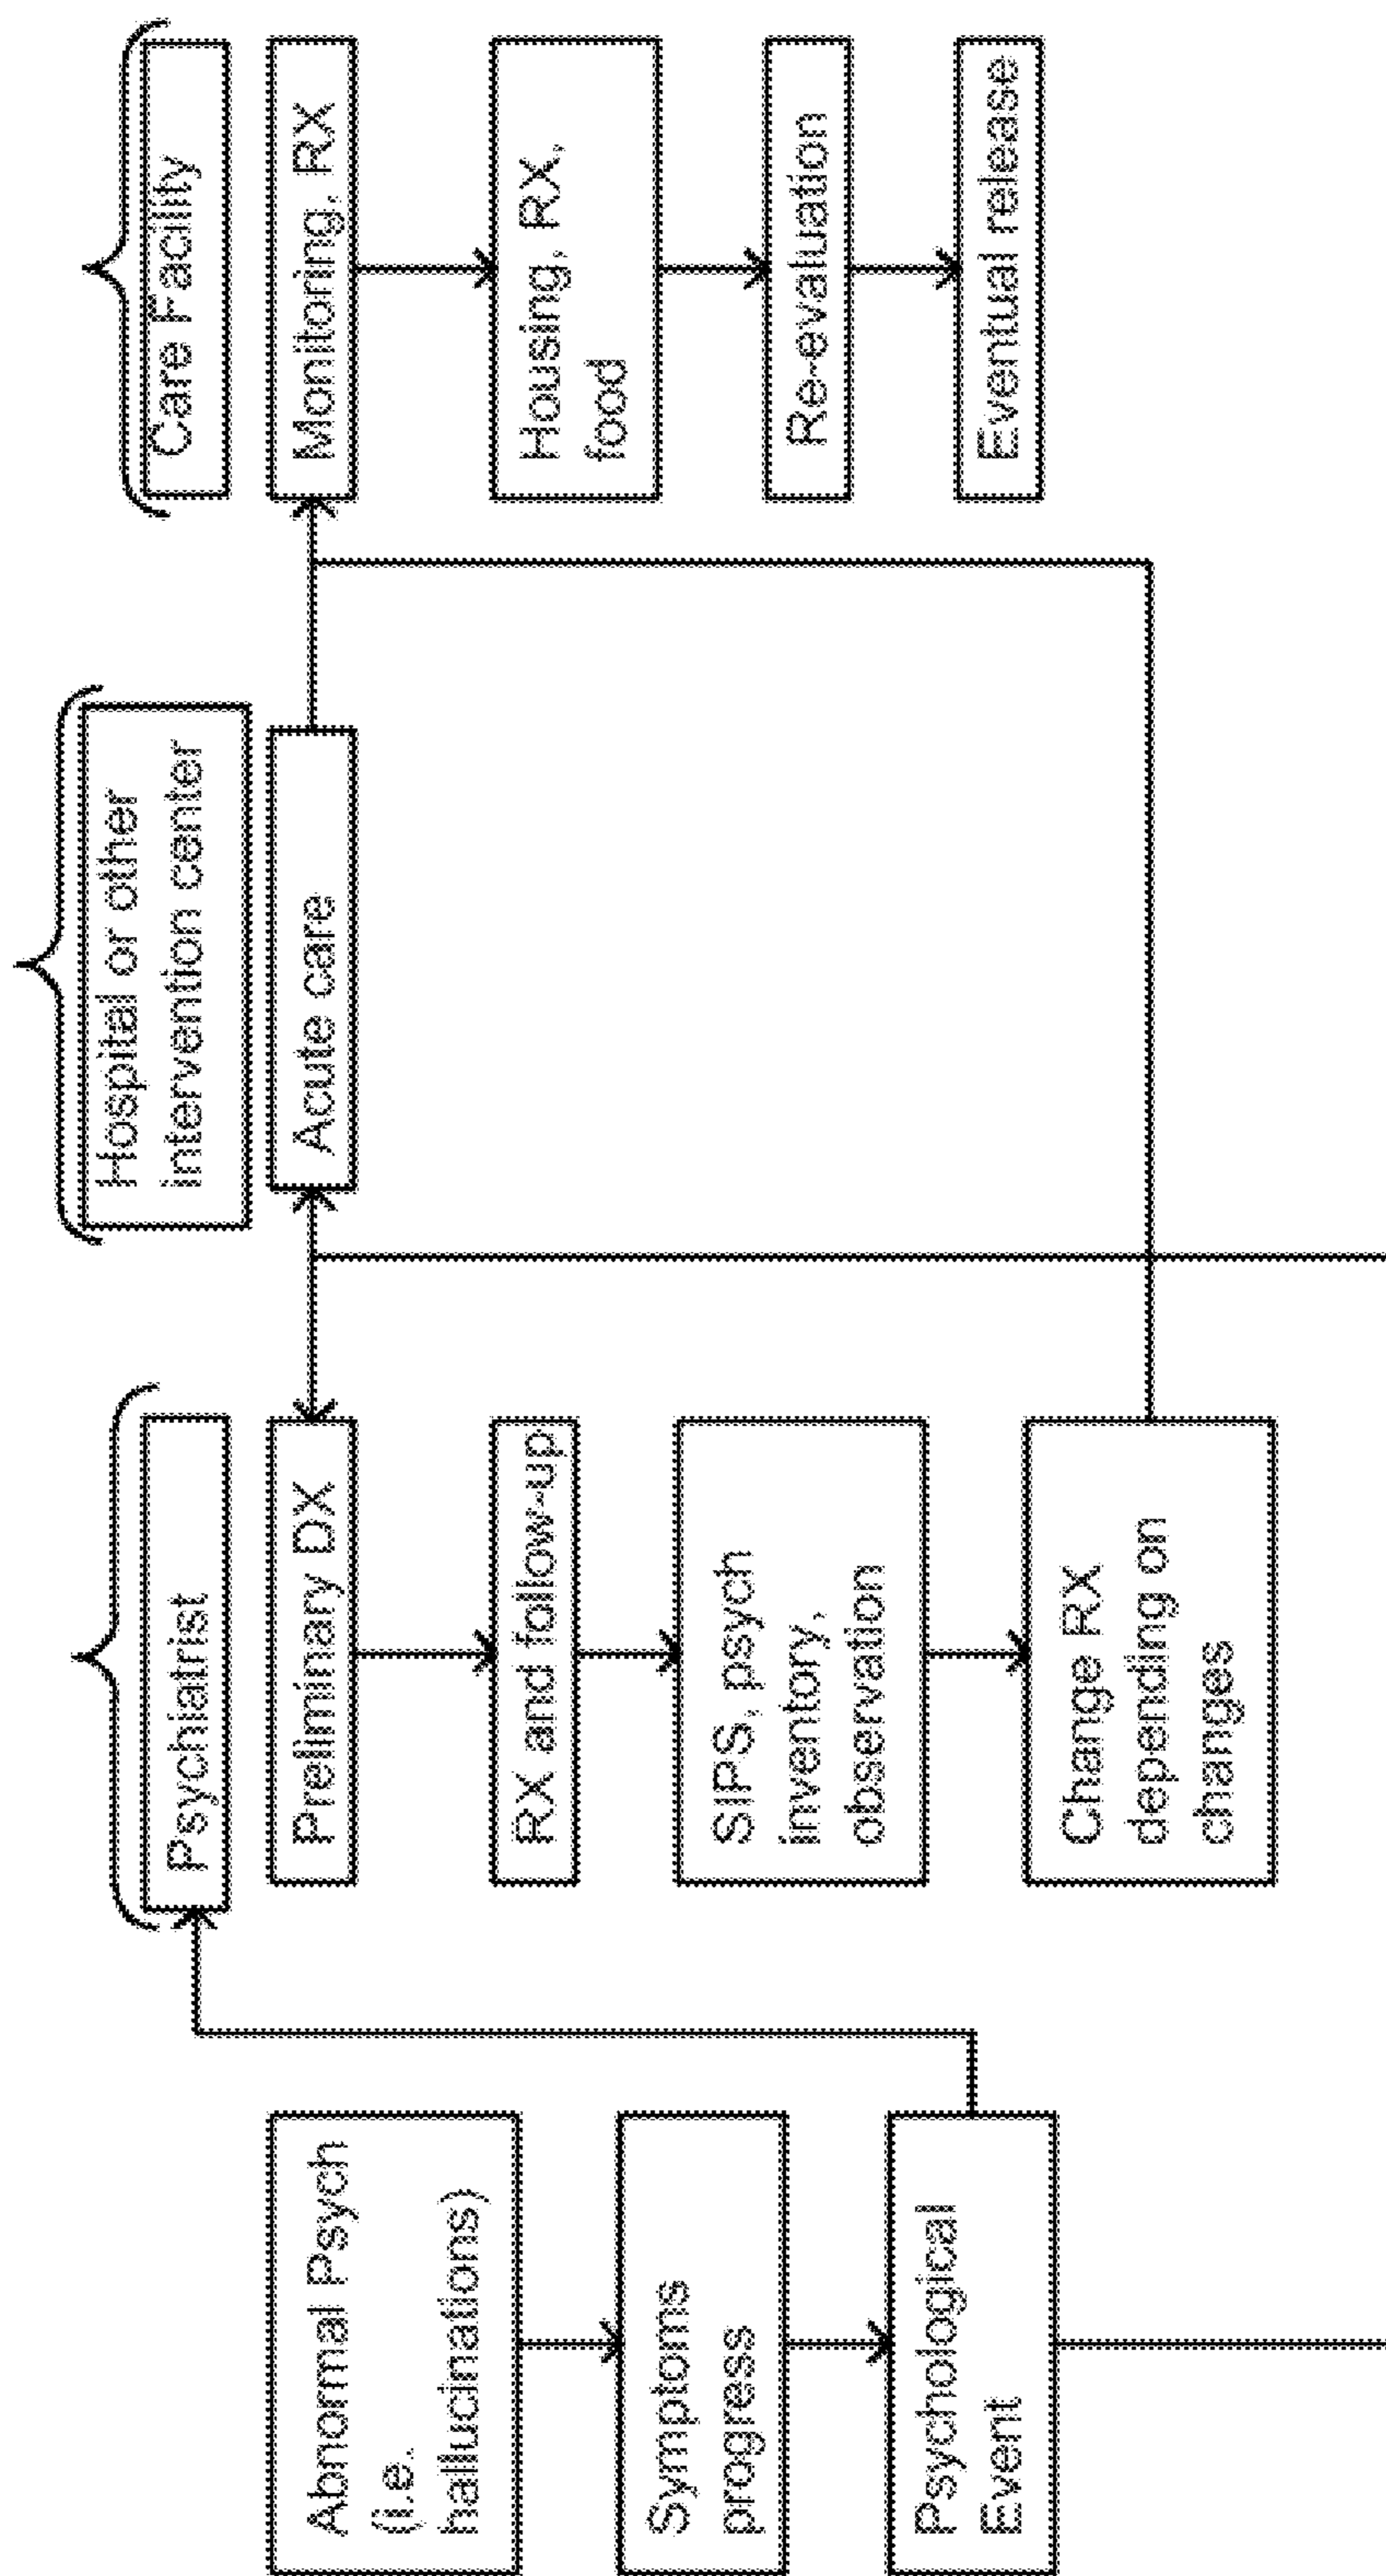 Abnormal Psych
(i.e.
hallucinations)
Symptoms
progress
Psychological
Event
Psychiatrist
Preliminary DX
RX and follow-up
SIPS, psych
inventory,
observation
Change RX
depending on
changes
Hospital or other
intervention center
Acute care
Care Facility
Monitoring, RX
Housing, RX,
food
Re-evaluation
Eventual release